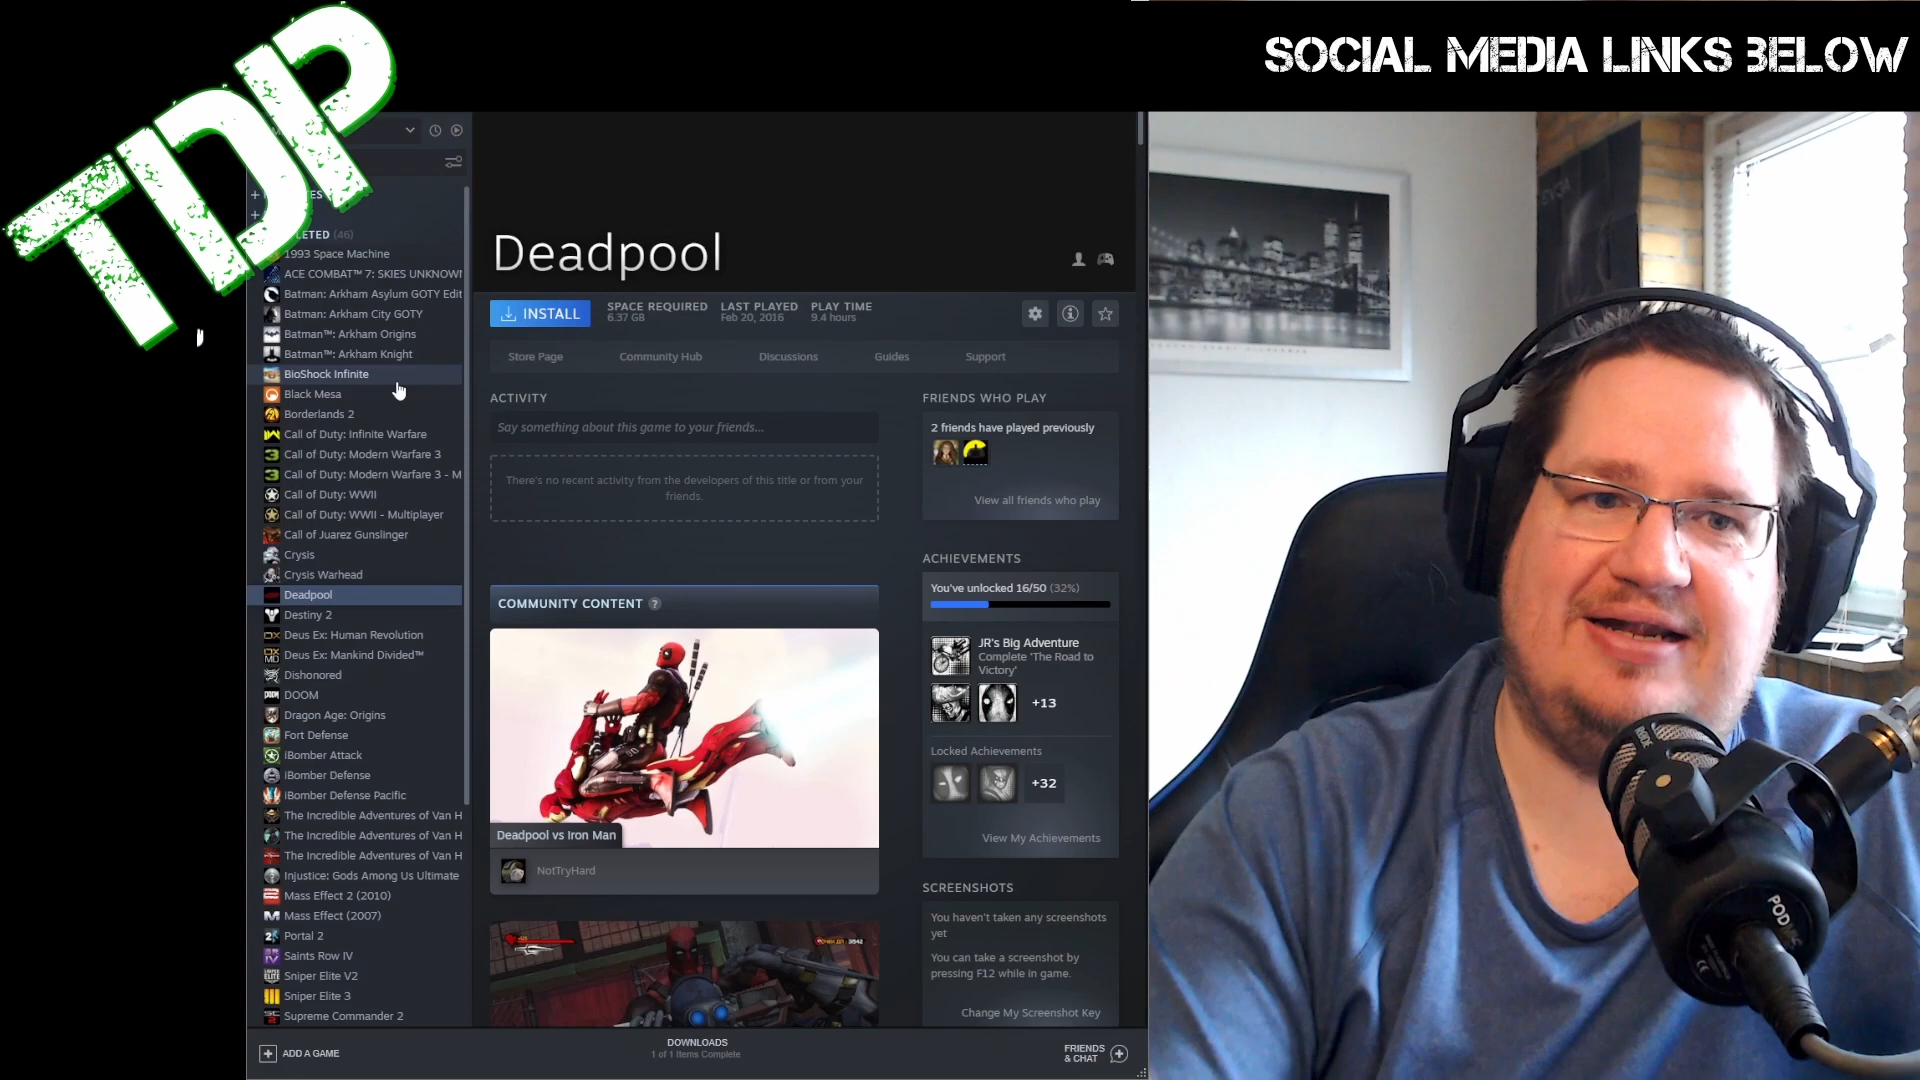 TDP
SOCIAL MEDIA LINKS BELOW
(46)
1993 Space Machine
ACE COMBAT™ 7: SKIES UNKNOWN
Batman: Arkham Asylum GOTY Edit
Batman: Arkham City GOTY
Batman™: Arkham Origins
Batman™: Arkham Knight
BioShock Infinite
Black Mesa
Borderlands 2
Call of Duty: Infinite Warfare
Call of Duty: Modern Warfare 3
Call of Duty: Modern Warfare 3 - M
Call of Duty: WWII
Call of Duty: WWII - Multiplayer
Call of Juarez Gunslinger
Crysis
Crysis Warhead
Deadpool
Destiny 2
Deus Ex: Human Revolution
Deus Ex: Mankind Divided™
Dishonored
DOOM
Dragon Age: Origins
Fort Defense
iBomber Attack
iBomber Defense
iBomber Defense Pacific
The Incredible Adventures of Van H
The Incredible Adventures of Van H
The Incredible Adventures of Van H
Injustice: Gods Among Us Ultimate
Mass Effect 2 (2010)
Mass Effect (2007)
Portal 2
Saints Row IV
Sniper Elite V2
Sniper Elite 3
Supreme Commander 2
ADD A GAME
Deadpool
INSTALL
SPACE REQUIRED
6.37 GB
LAST PLAYED
Feb 20, 2016
PLAY TIME
9.4 hours
Store Page
Community Hub
Discussions
Guides
Support
ACTIVITY
Say something about this game to your friends...
There's no recent activity from the developers of this title or from your
friends.
COMMUNITY CONTENT ?
Deadpool vs Iron Man
NotTryHard
FRIENDS WHO PLAY
2 friends have played previously
View all friends who play
ACHIEVEMENTS
You've unlocked 16/50 (32%)
JR's Big Adventure
Complete 'The Road to
Victory'
+13
Locked Achievements
+32
View My Achievements
SCREENSHOTS
You haven't taken any screenshots
yet
You can take a screenshot by
pressing F12 while in game.
Change My Screenshot Key
DOWNLOADS
1 of 1 Items Complete
FRIENDS
& CHAT
RØDE
POD